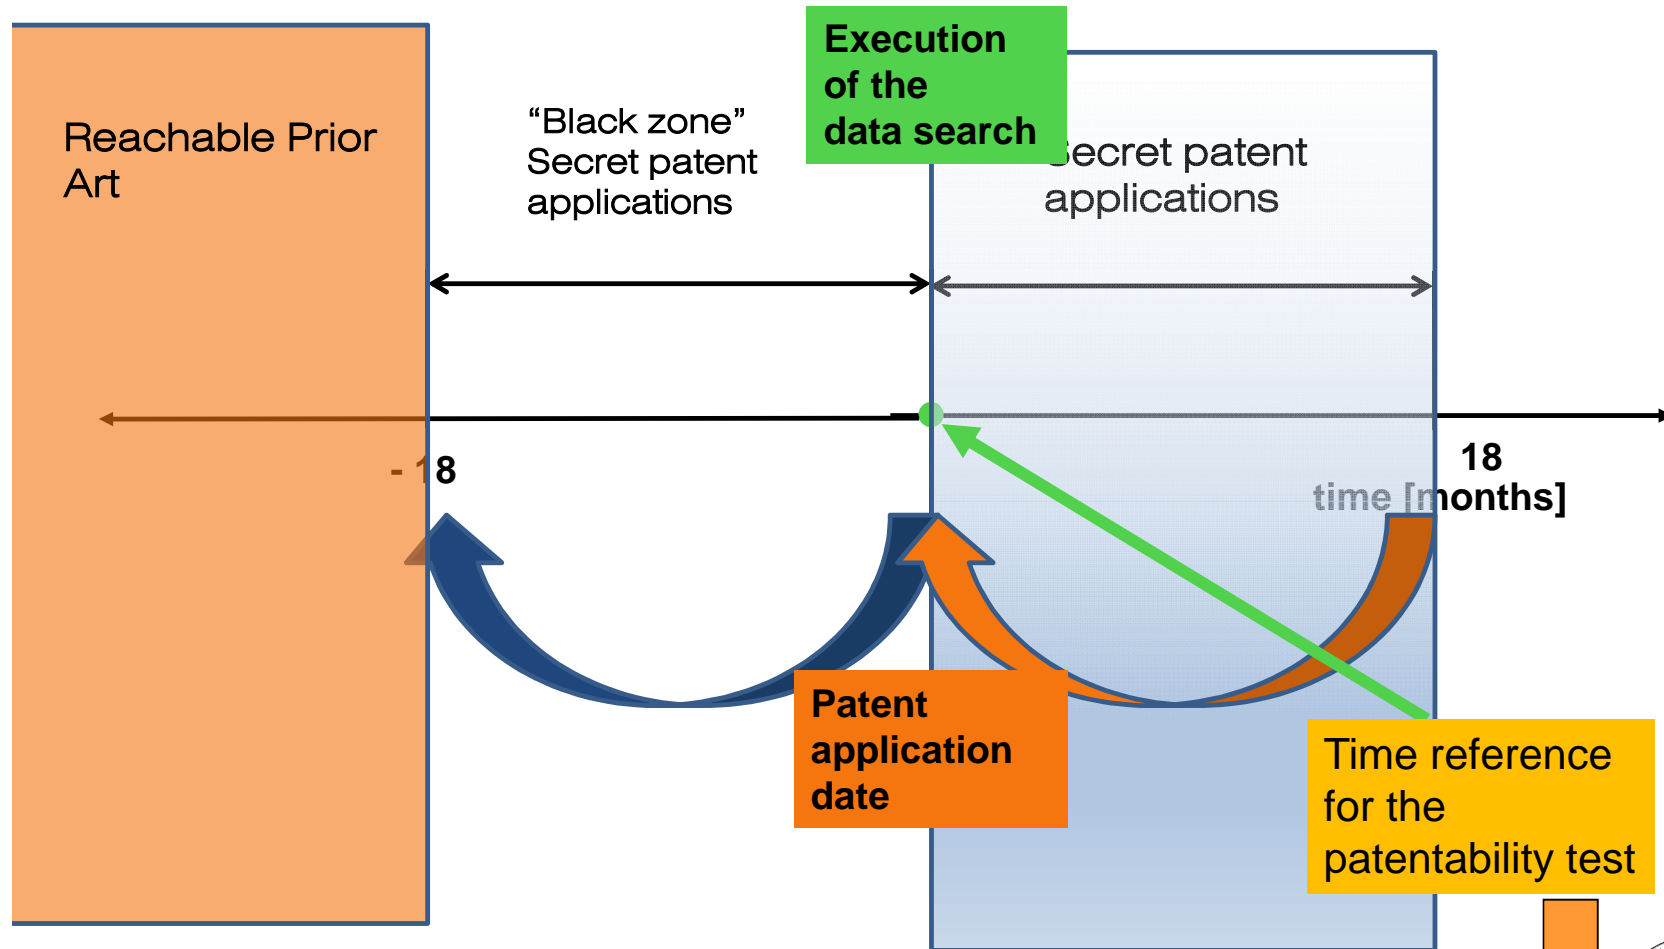 Reachable Prior
Art
“Black zone”
Secret patent
applications
Execution
of the
data search
Secret patent
applications
- 18
18
time [months]
Patent
application
date
Time reference
for the
patentability test